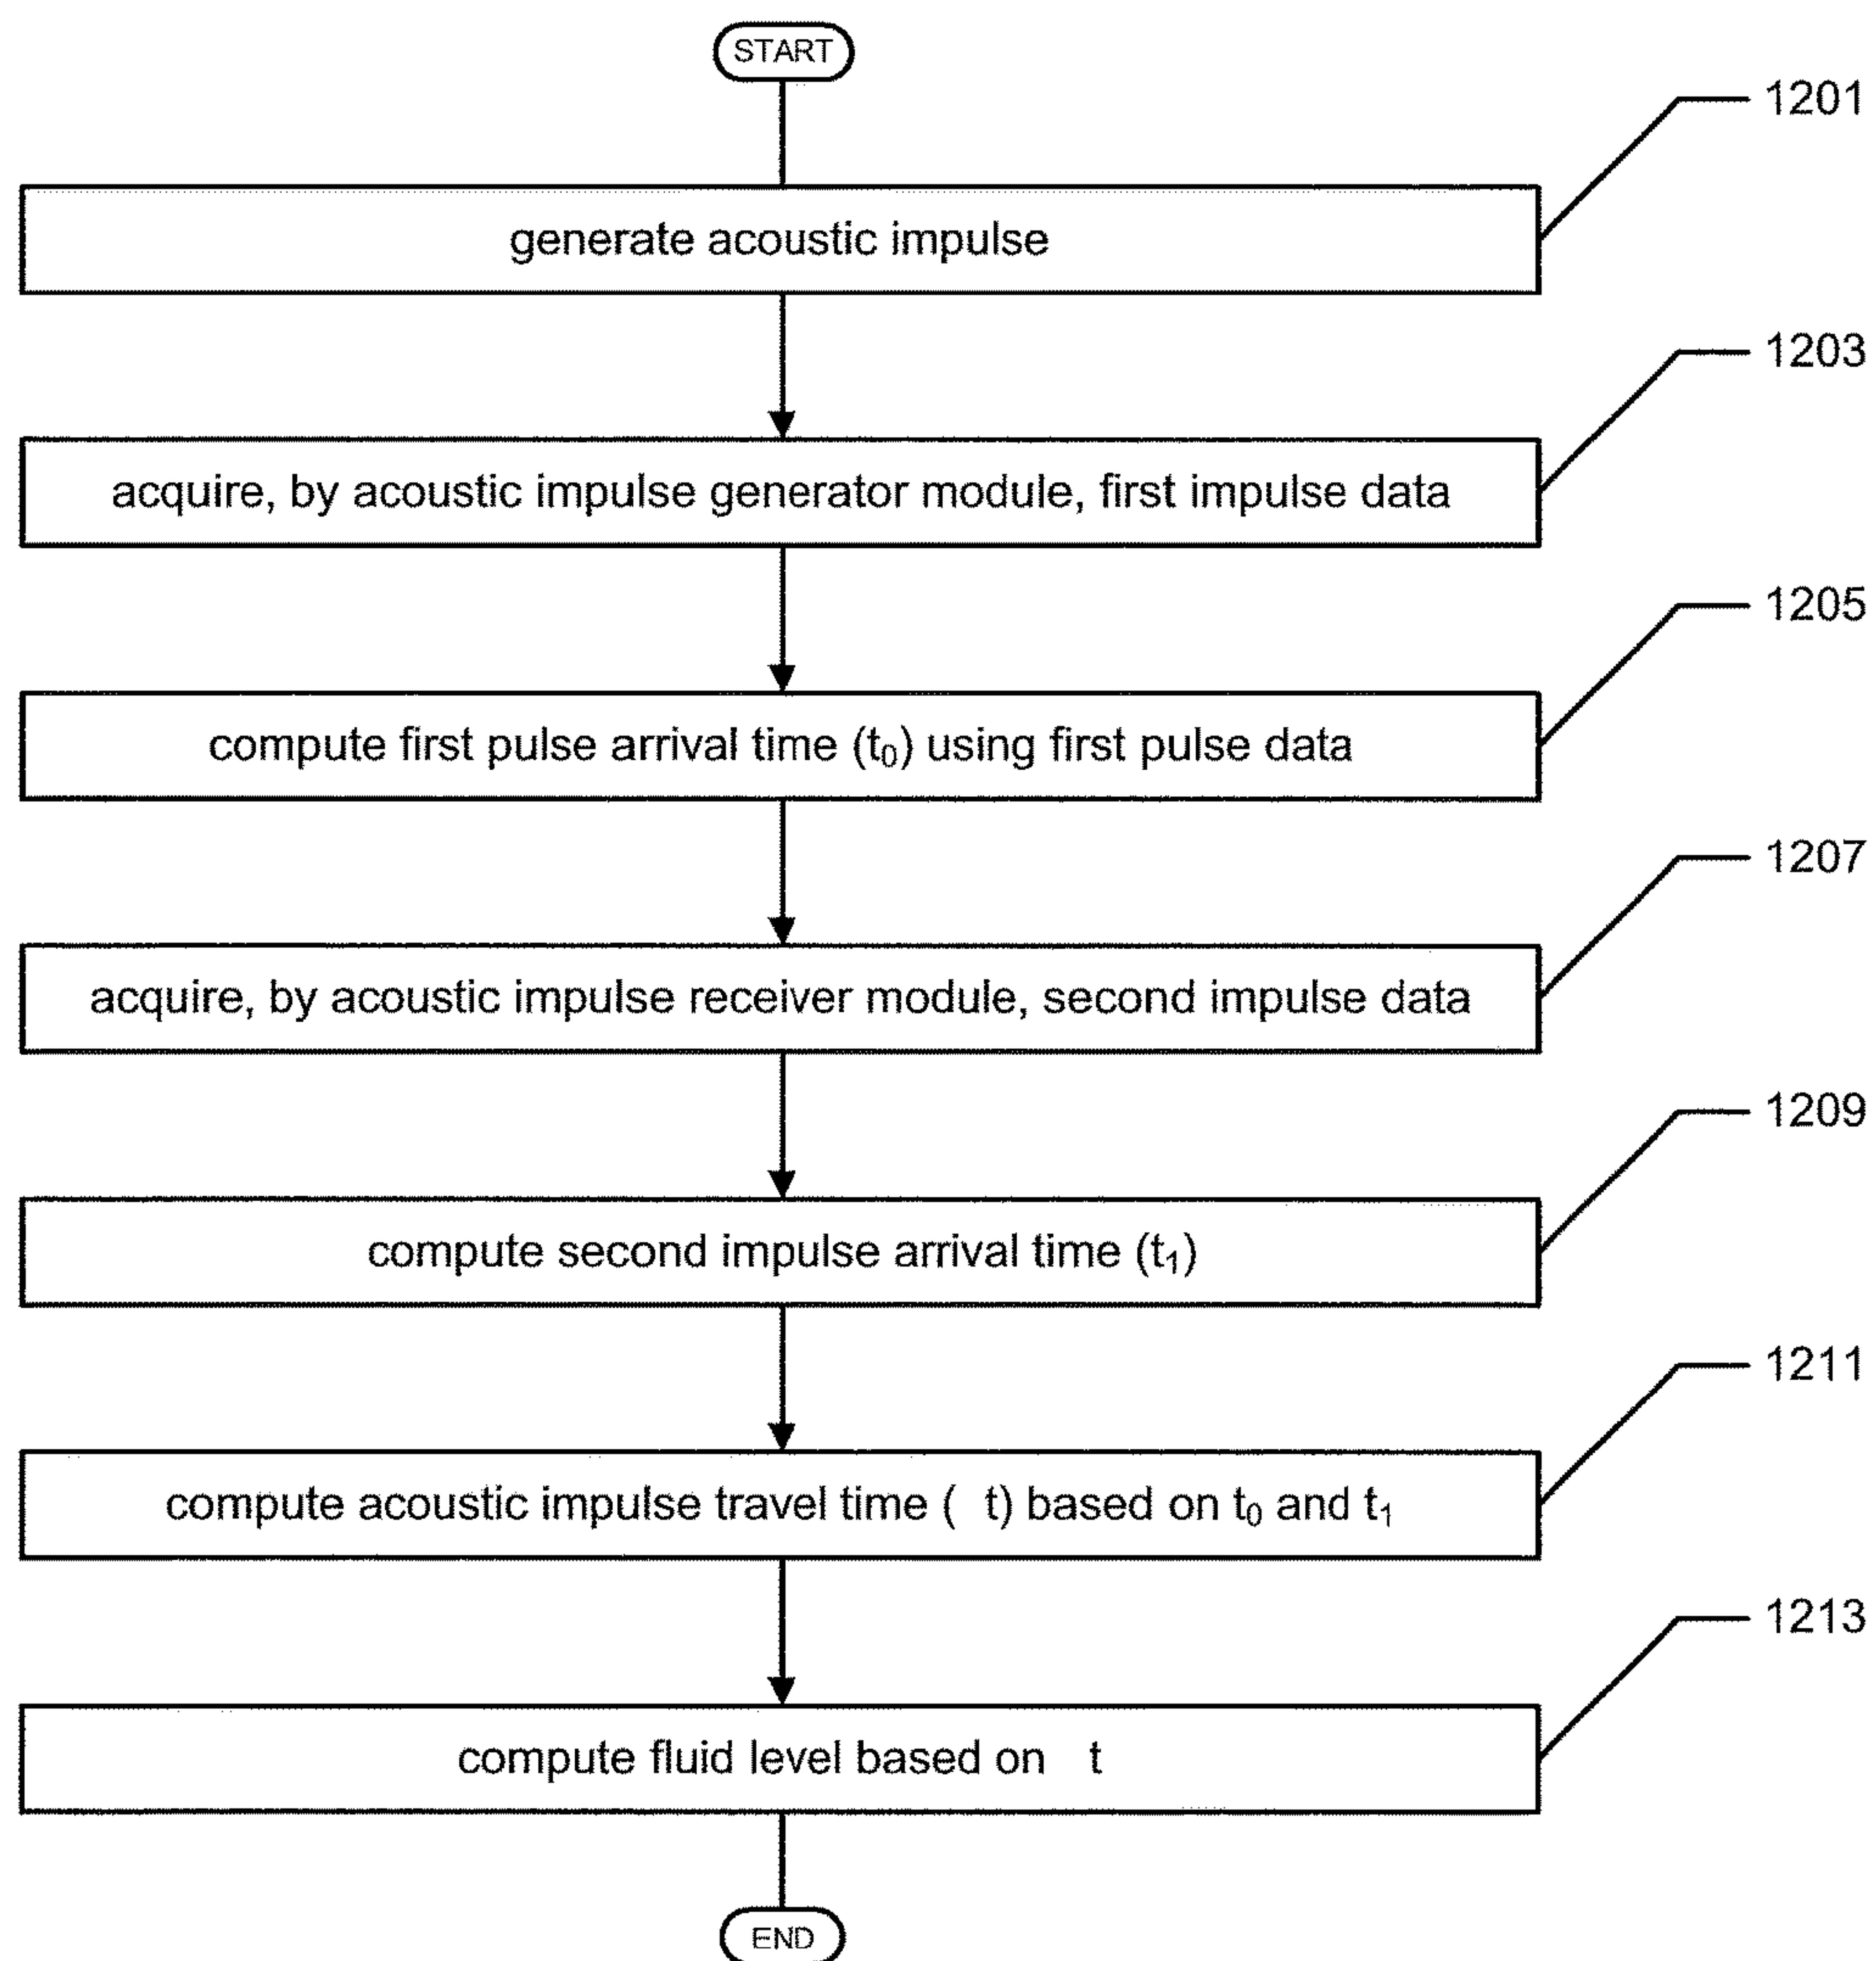 START
1201
generate acoustic impulse
1203
acquire, by acoustic impulse generator module, first impulse data
1205
compute first pulse arrival time (t₀) using first pulse data
1207
acquire, by acoustic impulse receiver module, second impulse data
1209
compute second impulse arrival time (t₁)
1211
compute acoustic impulse travel time ( t) based on t₀ and t₁
1213
compute fluid level based on t
END